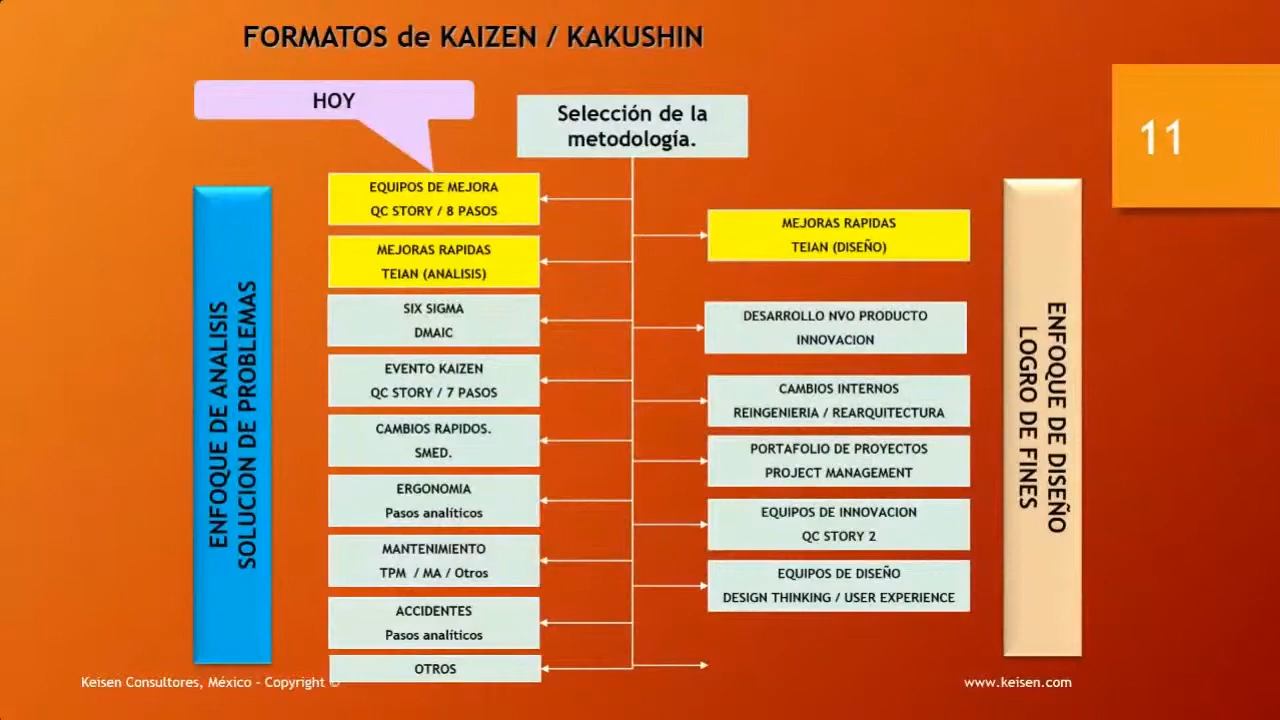 FORMATOS de KAIZEN / KAKUSHIN
11
HOY
Selección de la
metodología.
ENFOQUE DE ANALISIS
SOLUCION DE PROBLEMAS
EQUIPOS DE MEJORA
QC STORY / 8 PASOS
MEJORAS RAPIDAS
TEIAN (ANALISIS)
SIX SIGMA
DMAIC
EVENTO KAIZEN
QC STORY / 7 PASOS
CAMBIOS RAPIDOS.
SMED.
ERGONOMIA
Pasos analíticos
MANTENIMIENTO
TPM / MA / Otros
ACCIDENTES
Pasos analíticos
OTROS
MEJORAS RAPIDAS
TEIAN (DISEÑO)
DESARROLLO NVO PRODUCTO
INNOVACION
CAMBIOS INTERNOS
REINGENIERIA / REARQUITECTURA
PORTAFOLIO DE PROYECTOS
PROJECT MANAGEMENT
EQUIPOS DE INNOVACION
QC STORY 2
EQUIPOS DE DISEÑO
DESIGN THINKING / USER EXPERIENCE
ENFOQUE DE DISEÑO
LOGRO DE FINES
Keisen Consultores, México - Copyright ©
www.keisen.com